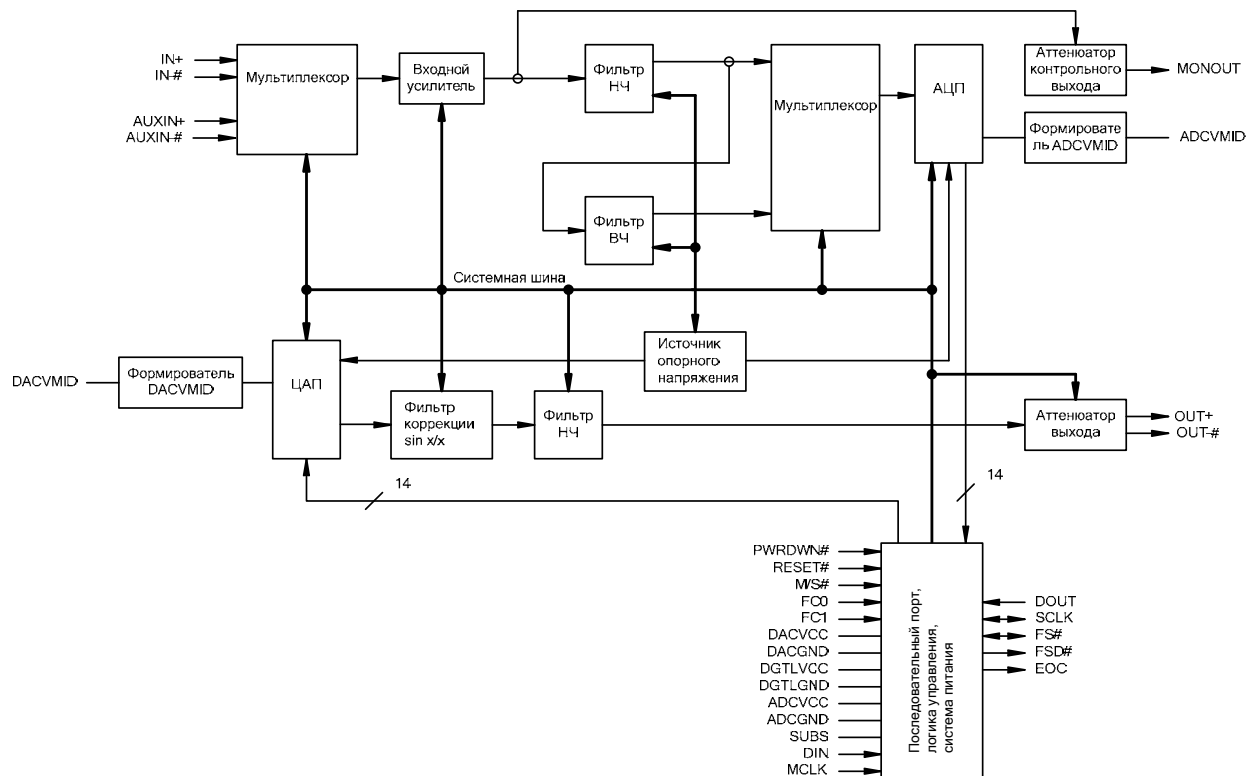 IN+
IN-#
AUXIN+
AUXIN-#
Мультиплексор
Входной
усилитель
Фильтр
НЧ
Мультиплексор
АЦП
Аттенюатор
контрольного
выхода
MONOUT
Формировате
ль ADCVMID
ADCVMID
Фильтр
ВЧ
Системная шина
DACVMID
Формирователь
DACVMID
ЦАП
Источник
опорного
напряжения
Фильтр
коррекции
sin x/x
Фильтр
НЧ
Аттенюатор
выхода
OUT+
OUT-#
14
14
PWRDWN#
RESET#
M/S#
FC0
FC1
DACVCC
DACGND
DGTLVCC
DGTLGND
ADCVCC
ADCGND
SUBS
DIN
MCLK
Последовательный порт,
логика управления,
система питания
DOUT
SCLK
FS#
FSD#
EOC